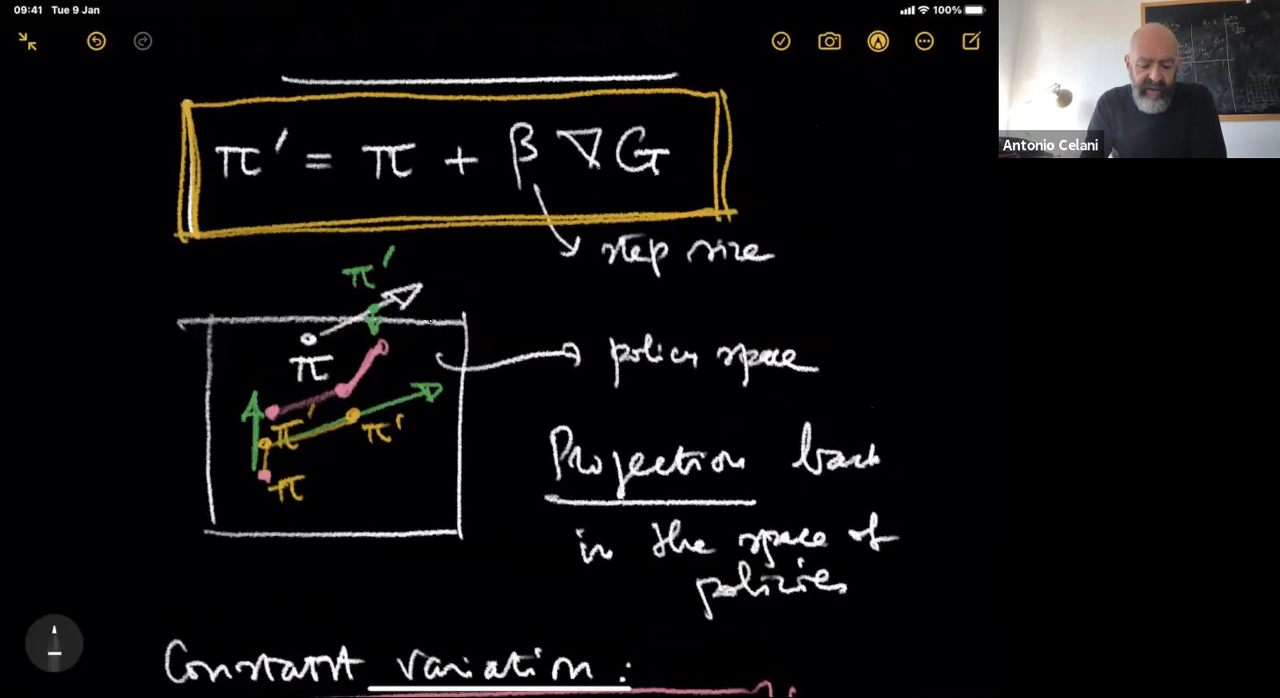 09:41 Tue 9 Jan
100%
Antonio Celani
π' = π + β ∇G
step size
π'
π
policy space
π'
π'
π
Projection back
in the space of
policies
Constant variation: